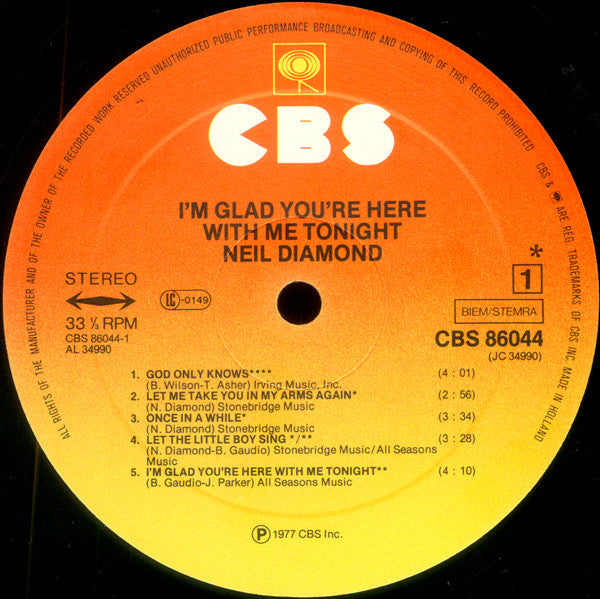 ALL RIGHTS OF THE MANUFACTURER AND OF THE OWNER OF THE RECORDED WORK RESERVED UNAUTHORIZED PUBLIC PERFORMANCE BROADCASTING AND COPYING OF THIS RECORD PROHIBITED CBS & ARE REG. TRADEMARKS OF CBS INC. MADE IN HOLLAND
CBS
I'M GLAD YOU'RE HERE
WITH ME TONIGHT
NEIL DIAMOND
STEREO
LC-0149
33 ⅓ RPM
CBS 86044-1
AL 34990
*
1
BIEM/STEMRA
CBS 86044
(JC 34990)
1. GOD ONLY KNOWS**** (4 : 01)
(B. Wilson-T. Asher) Irving Music, Inc.
2. LET ME TAKE YOU IN MY ARMS AGAIN* (2 : 56)
(N. Diamond) Stonebridge Music
3. ONCE IN A WHILE* (3 : 34)
(N. Diamond) Stonebridge Music
4. LET THE LITTLE BOY SING */** (3 : 28)
(N. Diamond-B. Gaudio) Stonebridge Music/All Seasons
Music
5. I'M GLAD YOU'RE HERE WITH ME TONIGHT** (4 : 10)
(B. Gaudio-J. Parker) All Seasons Music
Ⓟ 1977 CBS Inc.